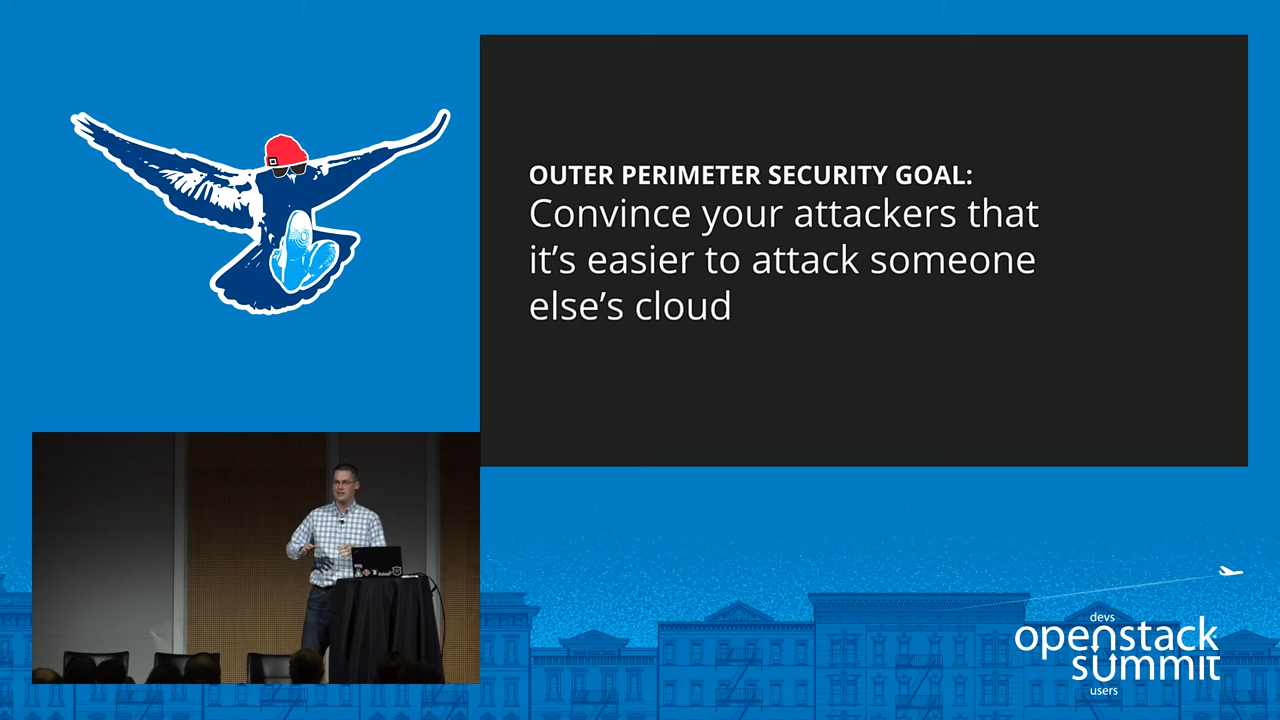 OUTER PERIMETER SECURITY GOAL:
Convince your attackers that
it’s easier to attack someone
else’s cloud
devs
openstack
summit
users